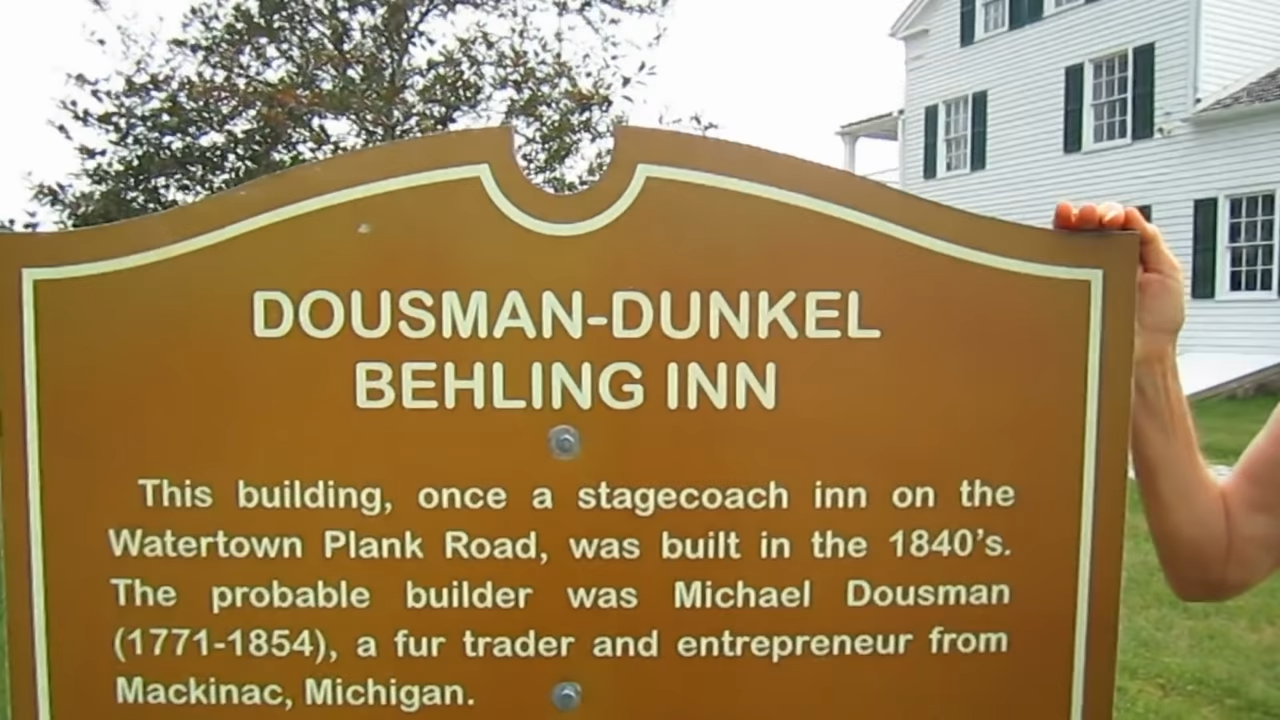 DOUSMAN-DUNKEL
BEHLING INN
This building, once a stagecoach inn on the
Watertown Plank Road, was built in the 1840's.
The probable builder was Michael Dousman
(1771-1854), a fur trader and entrepreneur from
Mackinac, Michigan.